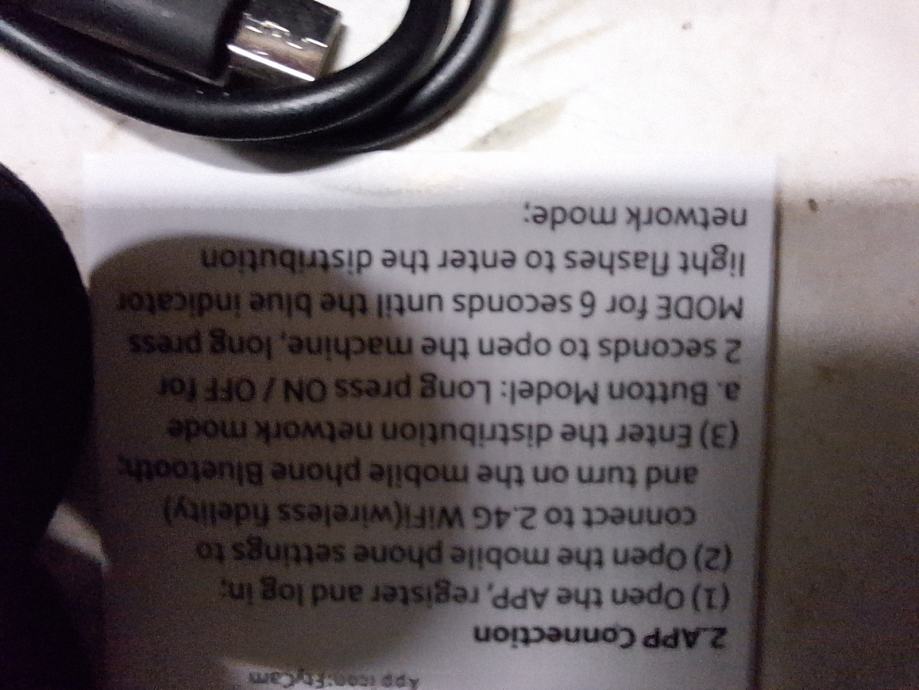 App icon:FtyCam
2.APP Connection
(1) Open the APP, register and log in;
(2) Open the mobile phone settings to
connect to 2.4G WiFi(wireless fidelity)
and turn on the mobile phone Bluetooth;
(3) Enter the distribution network mode
a. Button Model: Long press ON / OFF for
2 seconds to open the machine, long press
MODE for 6 seconds until the blue indicator
light flashes to enter the distribution
network mode;